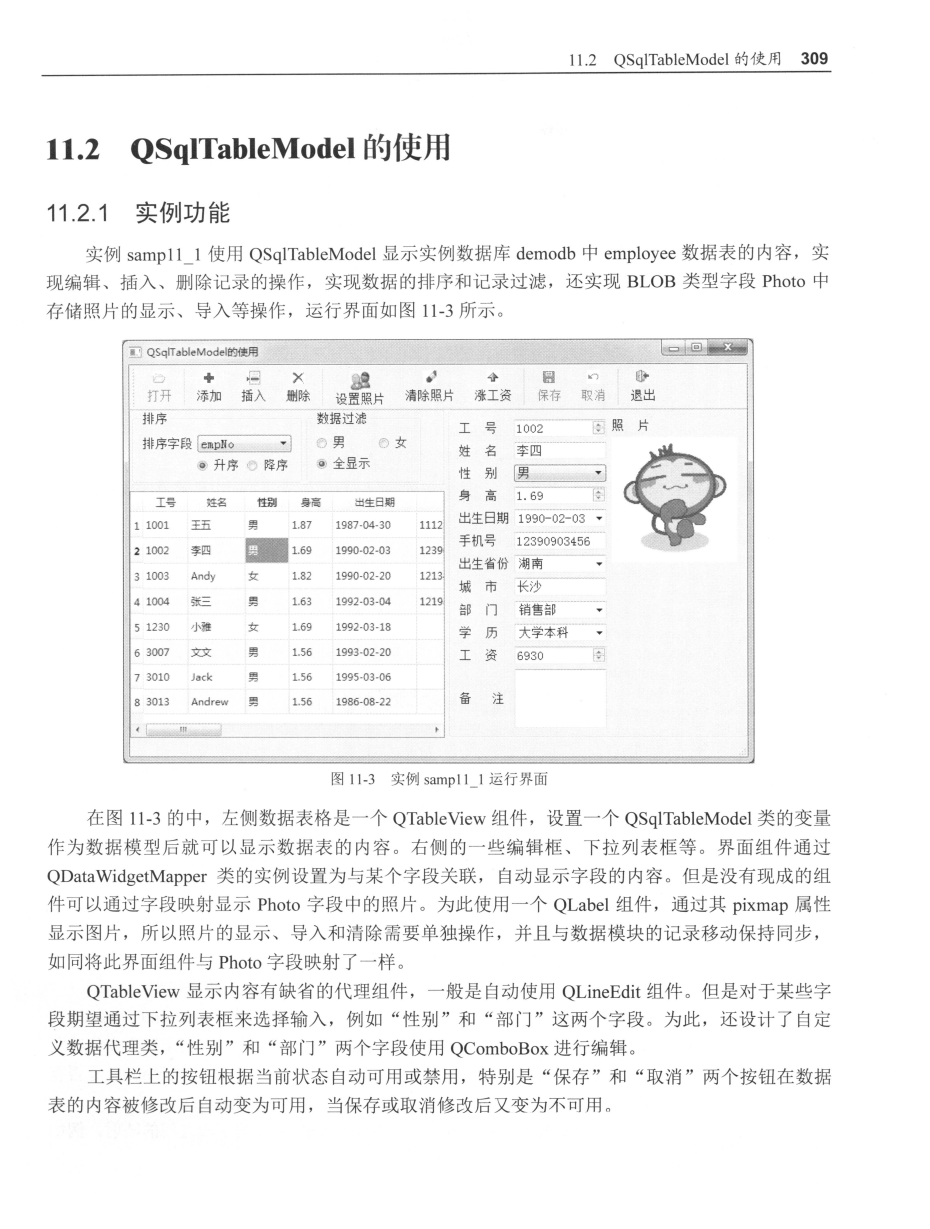 11.2 QSqlTableModel 的使用 309
11.2 QSqlTableModel 的使用
11.2.1 实例功能
实例 samp11_1 使用 QSqlTableModel 显示实例数据库 demodb 中 employee 数据表的内容，实
现编辑、插入、删除记录的操作，实现数据的排序和记录过滤，还实现 BLOB 类型字段 Photo 中
存储照片的显示、导入等操作，运行界面如图 11-3 所示。
QSqlTableModel的使用
打开 添加 插入 删除 设置照片 清除照片 涨工资 保存 取消 退出
排序
排序字段 empNo
升序 降序
数据过滤
男 女
全显示
工号 姓名 性别 身高 出生日期
1 1001 王五 男 1.87 1987-04-30 1112
2 1002 李四 男 1.69 1990-02-03 1239
3 1003 Andy 女 1.82 1990-02-20 1213
4 1004 张三 男 1.63 1992-03-04 1219
5 1230 小雅 女 1.69 1992-03-18
6 3007 文文 男 1.56 1993-02-20
7 3010 Jack 男 1.56 1995-03-06
8 3013 Andrew 男 1.56 1986-08-22
工 号 1002
姓 名 李四
性 别 男
身 高 1.69
出生日期 1990-02-03
手机号 12390903456
出生省份 湖南
城 市 长沙
部 门 销售部
学 历 大学本科
工 资 6930
备 注
照 片
图 11-3 实例 samp11_1 运行界面
在图 11-3 的中，左侧数据表格是一个 QTableView 组件，设置一个 QSqlTableModel 类的变量
作为数据模型后就可以显示数据表的内容。右侧的一些编辑框、下拉列表框等。界面组件通过
QDataWidgetMapper 类的实例设置为与某个字段关联，自动显示字段的内容。但是没有现成的组
件可以通过字段映射显示 Photo 字段中的照片。为此使用一个 QLabel 组件，通过其 pixmap 属性
显示图片，所以照片的显示、导入和清除需要单独操作，并且与数据模块的记录移动保持同步，
如同将此界面组件与 Photo 字段映射了一样。
QTableView 显示内容有缺省的代理组件，一般是自动使用 QLineEdit 组件。但是对于某些字
段期望通过下拉列表框来选择输入，例如“性别”和“部门”这两个字段。为此，还设计了自定
义数据代理类，“性别”和“部门”两个字段使用 QComboBox 进行编辑。
工具栏上的按钮根据当前状态自动可用或禁用，特别是“保存”和“取消”两个按钮在数据
表的内容被修改后自动变为可用，当保存或取消修改后又变为不可用。